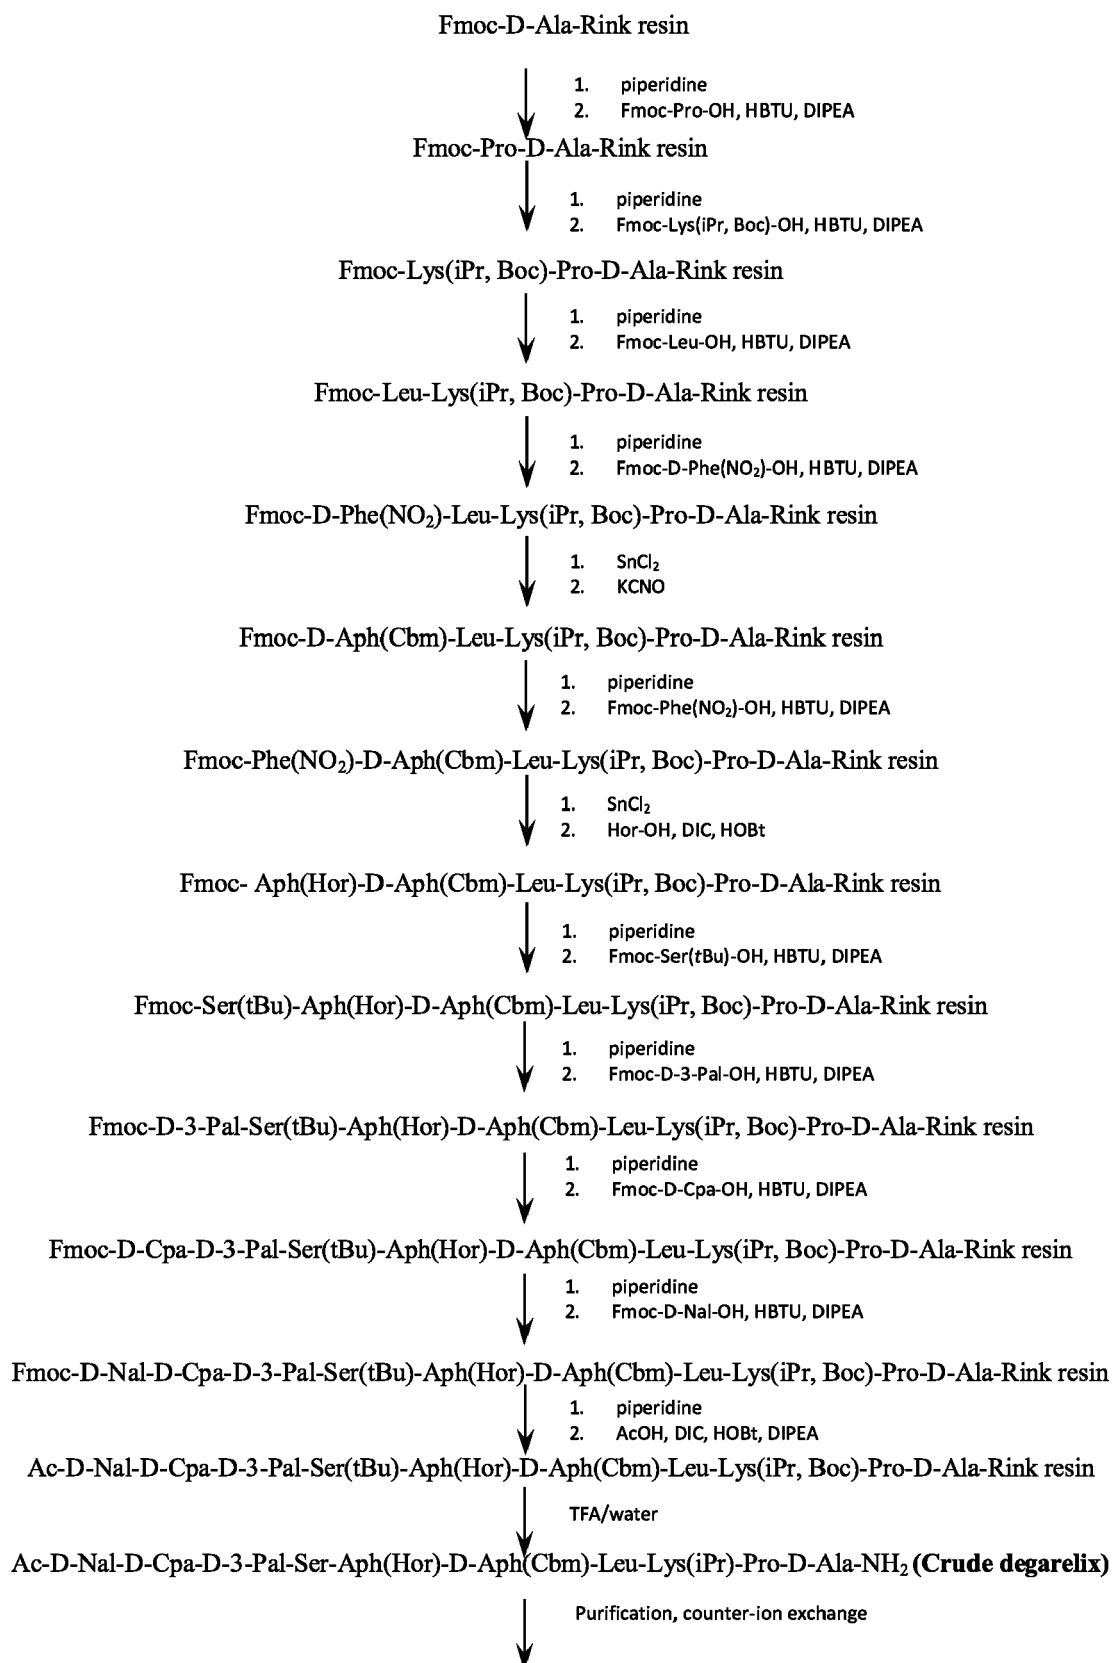 Fmoc-D-Ala-Rink resin
1. piperidine
2. Fmoc-Pro-OH, HBTU, DIPEA
Fmoc-Pro-D-Ala-Rink resin
1. piperidine
2. Fmoc-Lys(iPr, Boc)-OH, HBTU, DIPEA
Fmoc-Lys(iPr, Boc)-Pro-D-Ala-Rink resin
1. piperidine
2. Fmoc-Leu-OH, HBTU, DIPEA
Fmoc-Leu-Lys(iPr, Boc)-Pro-D-Ala-Rink resin
1. piperidine
2. Fmoc-D-Phe(NO₂)-OH, HBTU, DIPEA
Fmoc-D-Phe(NO₂)-Leu-Lys(iPr, Boc)-Pro-D-Ala-Rink resin
1. SnCl₂
2. KCNO
Fmoc-D-Aph(Cbm)-Leu-Lys(iPr, Boc)-Pro-D-Ala-Rink resin
1. piperidine
2. Fmoc-Phe(NO₂)-OH, HBTU, DIPEA
Fmoc-Phe(NO₂)-D-Aph(Cbm)-Leu-Lys(iPr, Boc)-Pro-D-Ala-Rink resin
1. SnCl₂
2. Hor-OH, DIC, HOBt
Fmoc- Aph(Hor)-D-Aph(Cbm)-Leu-Lys(iPr, Boc)-Pro-D-Ala-Rink resin
1. piperidine
2. Fmoc-Ser(tBu)-OH, HBTU, DIPEA
Fmoc-Ser(tBu)-Aph(Hor)-D-Aph(Cbm)-Leu-Lys(iPr, Boc)-Pro-D-Ala-Rink resin
1. piperidine
2. Fmoc-D-3-Pal-OH, HBTU, DIPEA
Fmoc-D-3-Pal-Ser(tBu)-Aph(Hor)-D-Aph(Cbm)-Leu-Lys(iPr, Boc)-Pro-D-Ala-Rink resin
1. piperidine
2. Fmoc-D-Cpa-OH, HBTU, DIPEA
Fmoc-D-Cpa-D-3-Pal-Ser(tBu)-Aph(Hor)-D-Aph(Cbm)-Leu-Lys(iPr, Boc)-Pro-D-Ala-Rink resin
1. piperidine
2. Fmoc-D-Nal-OH, HBTU, DIPEA
Fmoc-D-Nal-D-Cpa-D-3-Pal-Ser(tBu)-Aph(Hor)-D-Aph(Cbm)-Leu-Lys(iPr, Boc)-Pro-D-Ala-Rink resin
1. piperidine
2. AcOH, DIC, HOBt, DIPEA
Ac-D-Nal-D-Cpa-D-3-Pal-Ser(tBu)-Aph(Hor)-D-Aph(Cbm)-Leu-Lys(iPr, Boc)-Pro-D-Ala-Rink resin
TFA/water
Ac-D-Nal-D-Cpa-D-3-Pal-Ser-Aph(Hor)-D-Aph(Cbm)-Leu-Lys(iPr)-Pro-D-Ala-NH₂ (Crude degarelix)
Purification, counter-ion exchange